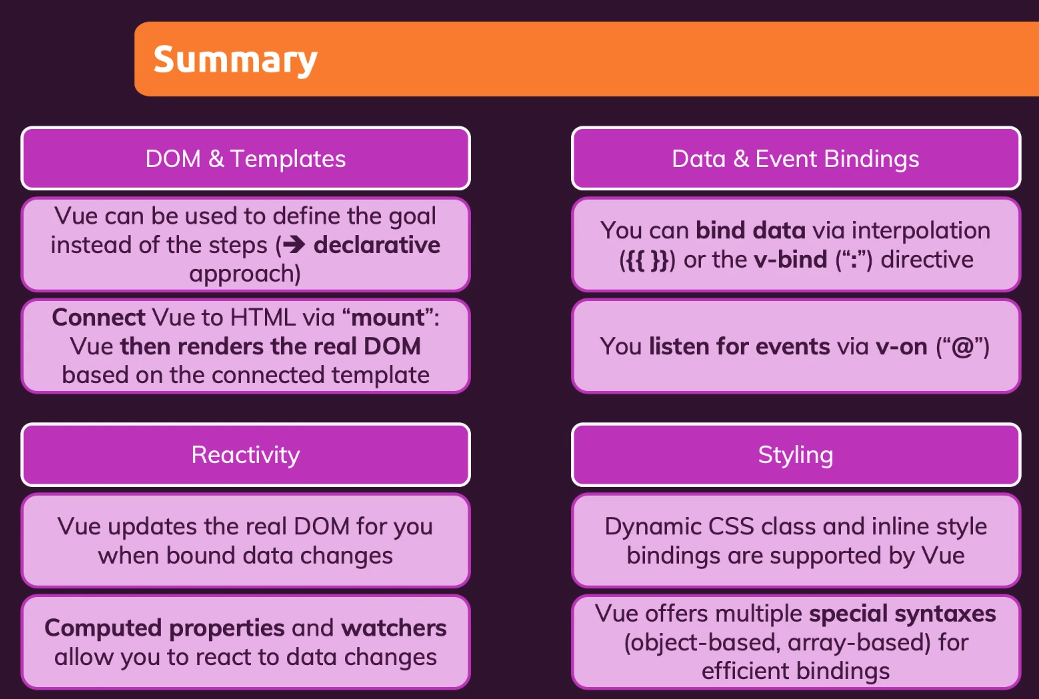 Summary
DOM & Templates
Vue can be used to define the goal
instead of the steps (➔ declarative
approach)
Connect Vue to HTML via “mount”:
Vue then renders the real DOM
based on the connected template
Data & Event Bindings
You can bind data via interpolation
({{ }}) or the v-bind (“:”) directive
You listen for events via v-on (“@”)
Reactivity
Vue updates the real DOM for you
when bound data changes
Computed properties and watchers
allow you to react to data changes
Styling
Dynamic CSS class and inline style
bindings are supported by Vue
Vue offers multiple special syntaxes
(object-based, array-based) for
efficient bindings